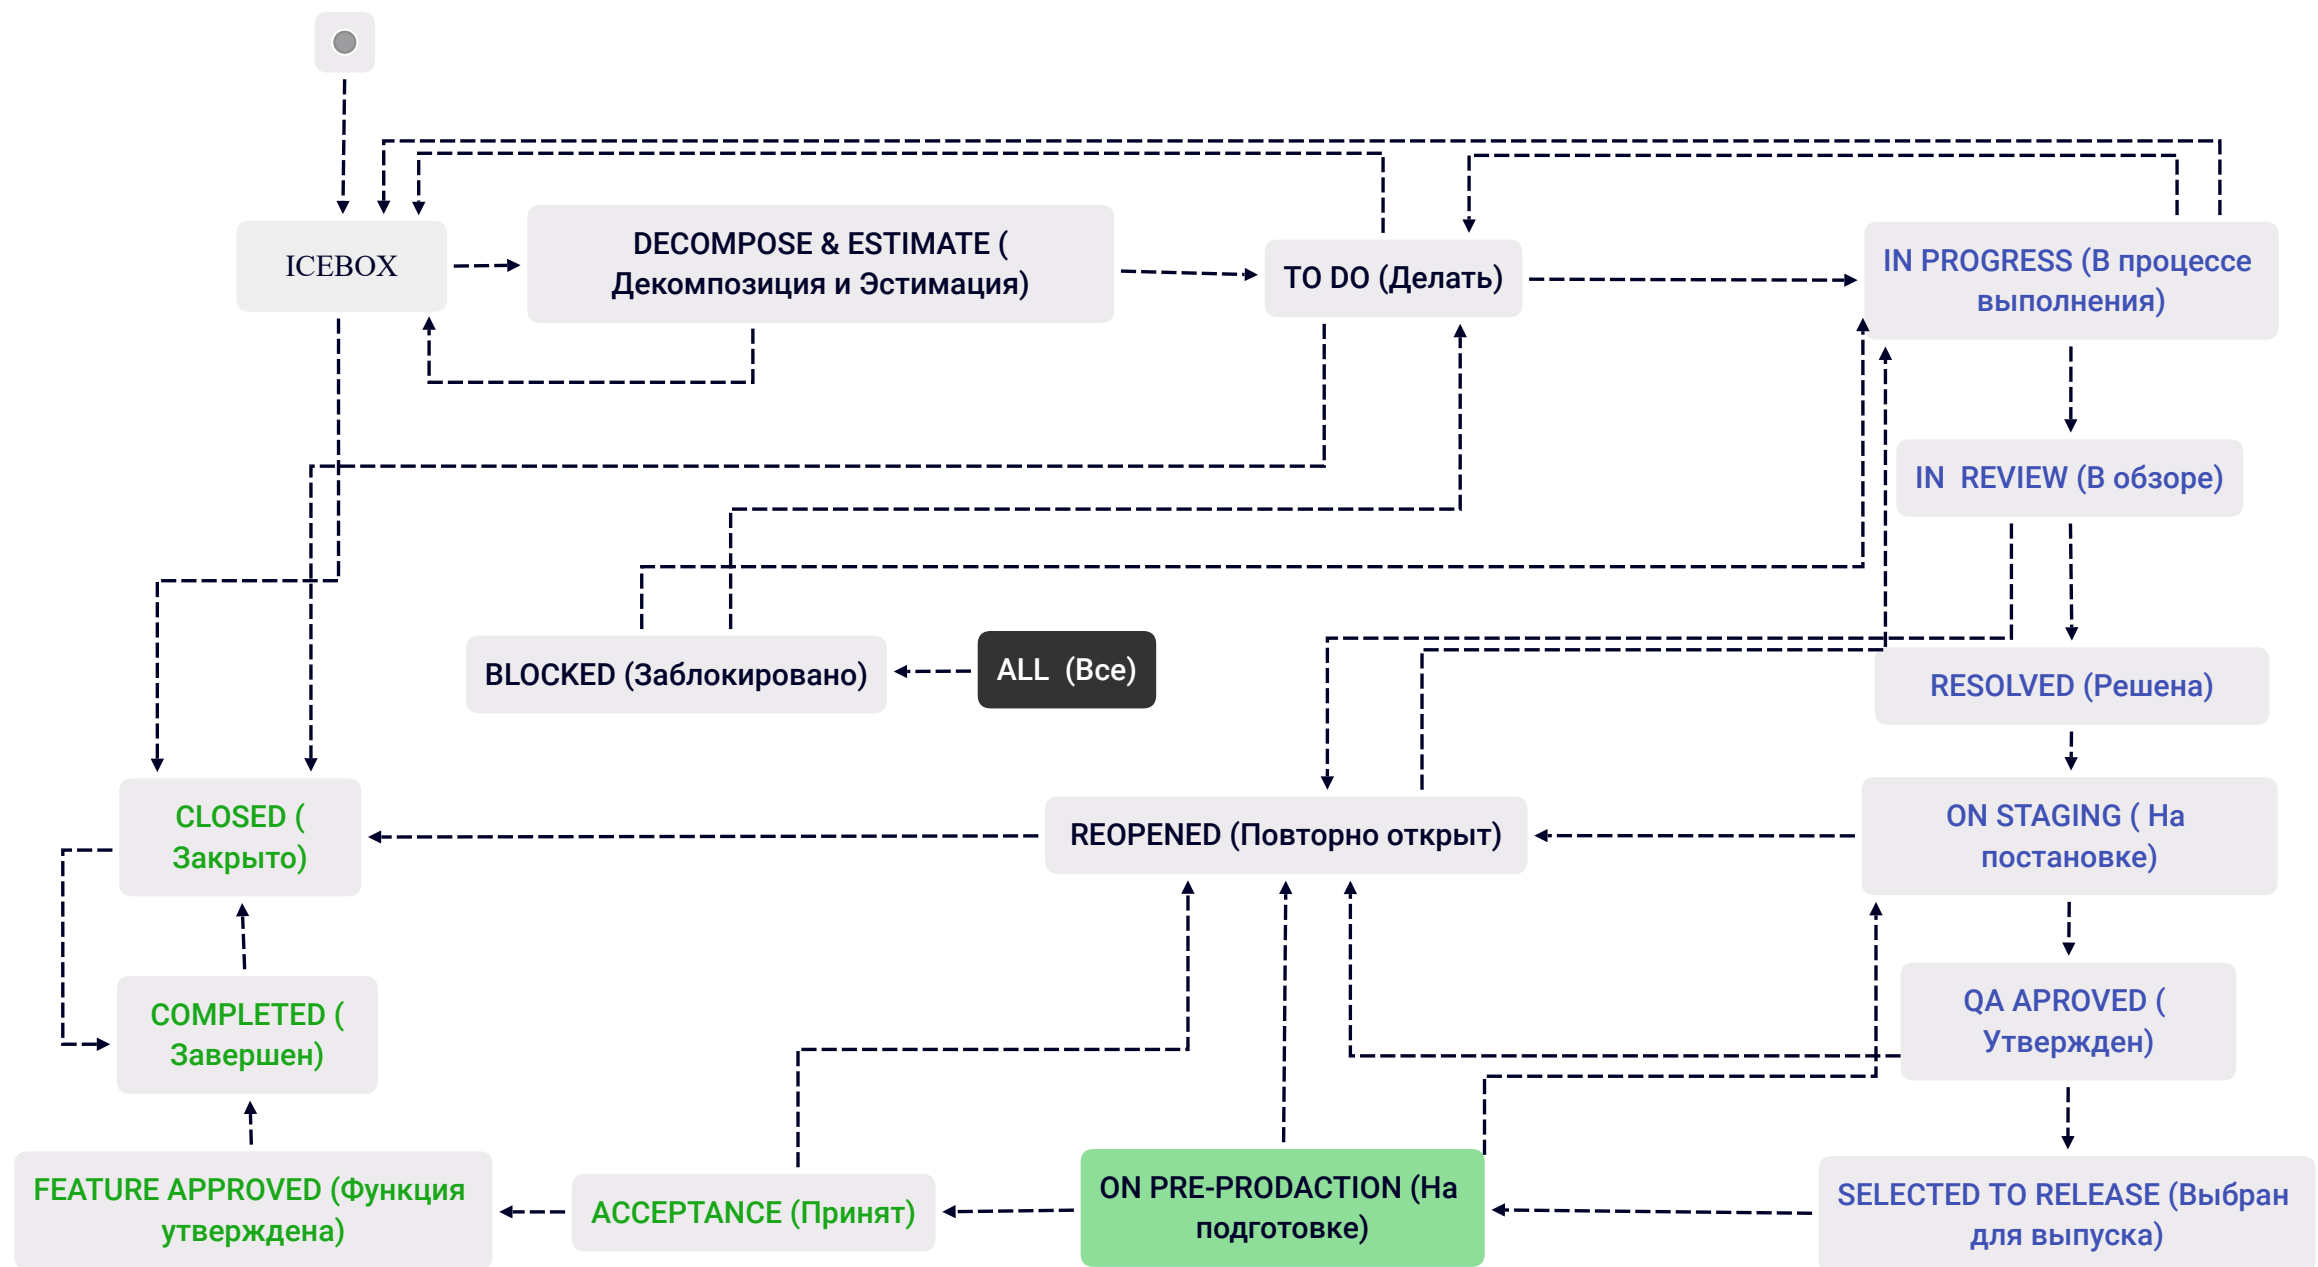 DECOMPOSE & ESTIMATE (
Декомпозиция и Эстимация)
ICEBOX
TO DO (Делать)
IN PROGRESS (В процессе
выполнения)
IN  REVIEW (В обзоре)
BLOCKED (Заблокировано)
ALL  (Все)
RESOLVED (Решена)
CLOSED (
Закрыто)
REOPENED (Повторно открыт)
ON STAGING ( На
постановке)
COMPLETED (
Завершен)
QA APROVED (
Утвержден)
FEATURE APPROVED (Функция
утверждена)
ACCEPTANCE (Принят)
ON PRE-PRODACTION (На
подготовке)
SELECTED TO RELEASE (Выбран
для выпуска)